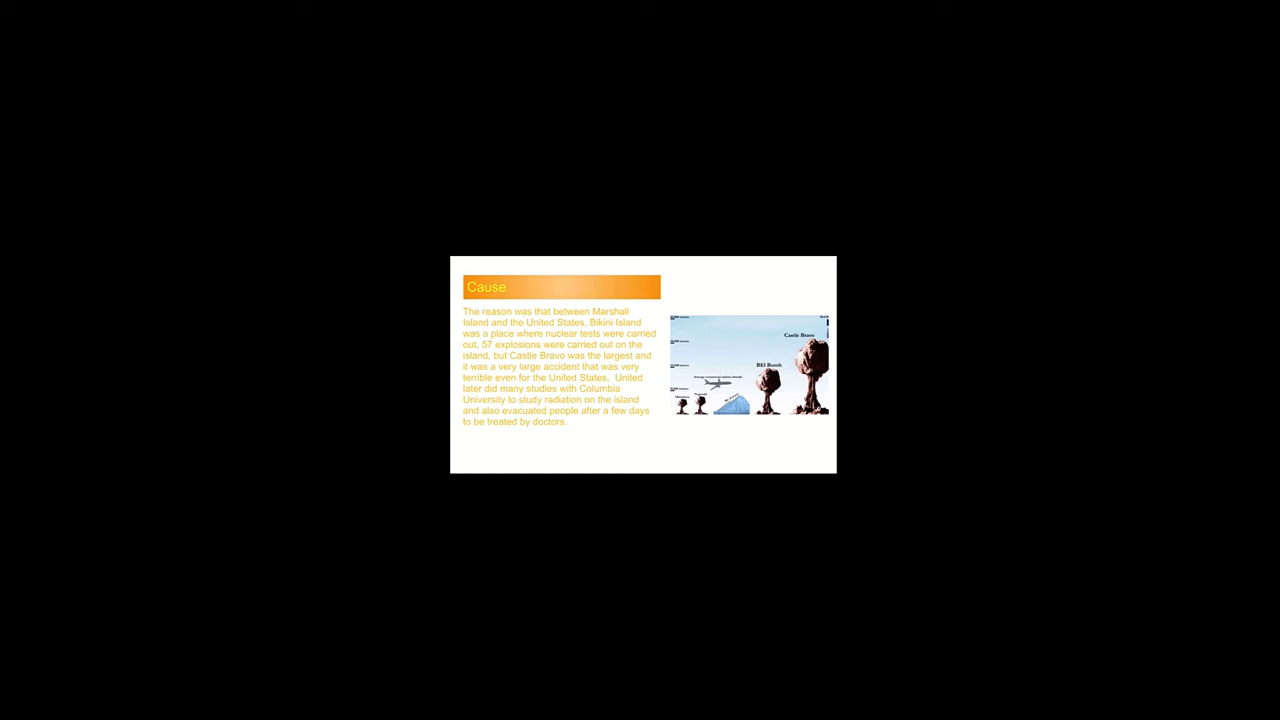 Cause
The reason was that between Marshall
Island and the United States, Bikini Island
was a place where nuclear tests were carried
out, 57 explosions were carried out on the
island, but Castle Bravo was the largest and
it was a very large accident that was very
terrible even for the United States.  United
later did many studies with Columbia
University to study radiation on the island
and also evacuated people after a few days
to be treated by doctors.
Castle Bravo